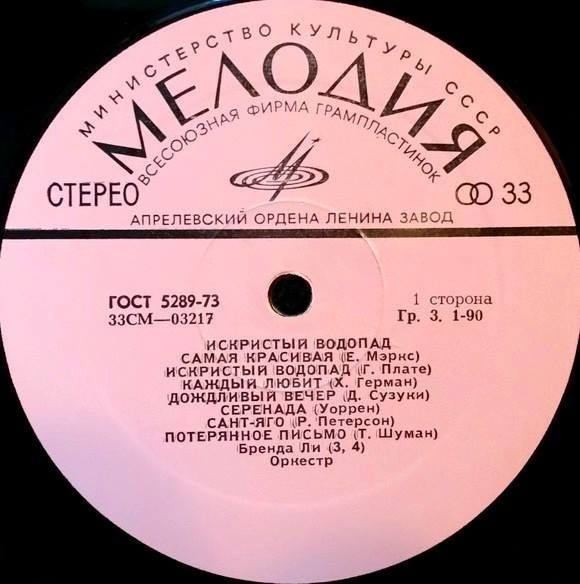 МИНИСТЕРСТВО КУЛЬТУРЫ СССР
МЕЛОДИЯ
ВСЕСОЮЗНАЯ ФИРМА ГРАМПЛАСТИНОК
СТЕРЕО 33
АПРЕЛЕВСКИЙ ОРДЕНА ЛЕНИНА ЗАВОД
ГОСТ 5289-73
33СМ—03217
1 сторона
Гр. 3. 1-90
ИСКРИСТЫЙ ВОДОПАД
САМАЯ КРАСИВАЯ (Е. Мэркс)
ИСКРИСТЫЙ ВОДОПАД (Г. Плате)
КАЖДЫЙ ЛЮБИТ (Х. Герман)
ДОЖДЛИВЫЙ ВЕЧЕР (Д. Сузуки)
СЕРЕНАДА (Уоррен)
САНТ-ЯГО (Р. Петерсон)
ПОТЕРЯННОЕ ПИСЬМО (Т. Шуман)
Бренда Ли (3, 4)
Оркестр